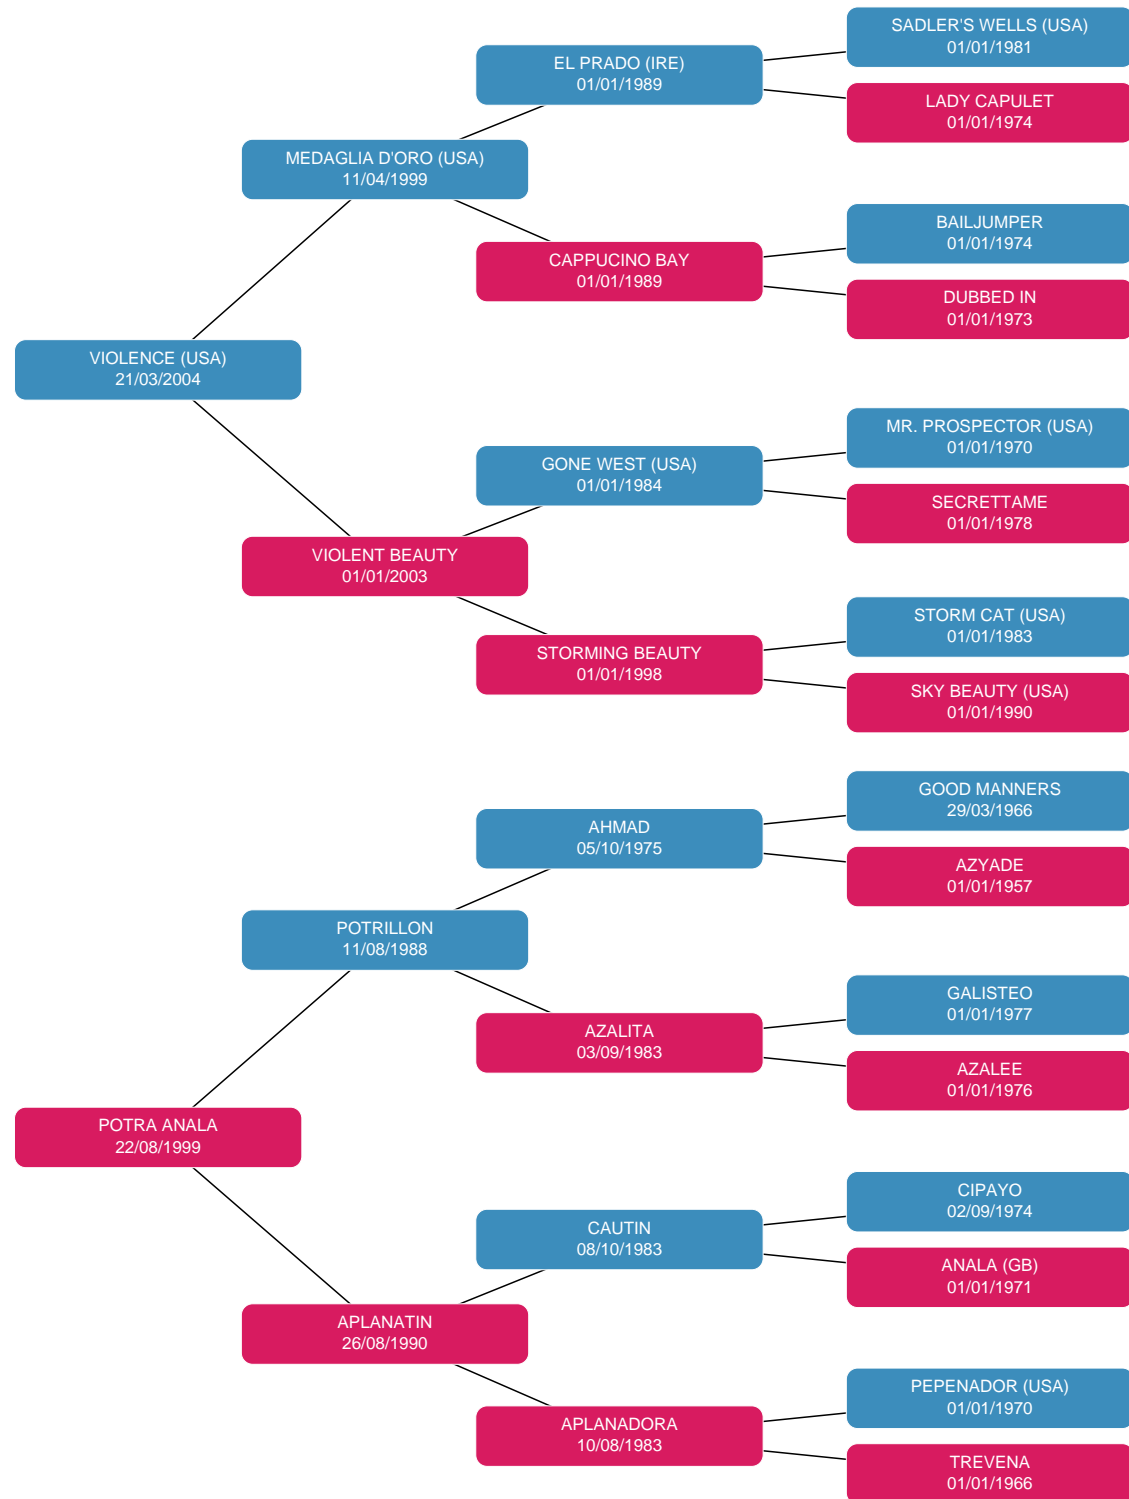 SADLER'S WELLS (USA)
01/01/1981
EL PRADO (IRE)
01/01/1989
LADY CAPULET
01/01/1974
MEDAGLIA D'ORO (USA)
11/04/1999
BAILJUMPER
01/01/1974
CAPPUCINO BAY
01/01/1989
DUBBED IN
01/01/1973
VIOLENCE (USA)
21/03/2004
MR. PROSPECTOR (USA)
01/01/1970
GONE WEST (USA)
01/01/1984
SECRETTAME
01/01/1978
VIOLENT BEAUTY
01/01/2003
STORM CAT (USA)
01/01/1983
STORMING BEAUTY
01/01/1998
SKY BEAUTY (USA)
01/01/1990
GOOD MANNERS
29/03/1966
AHMAD
05/10/1975
AZYADE
01/01/1957
POTRILLON
11/08/1988
GALISTEO
01/01/1977
AZALITA
03/09/1983
AZALEE
01/01/1976
POTRA ANALA
22/08/1999
CIPAYO
02/09/1974
CAUTIN
08/10/1983
ANALA (GB)
01/01/1971
APLANATIN
26/08/1990
PEPENADOR (USA)
01/01/1970
APLANADORA
10/08/1983
TREVENA
01/01/1966